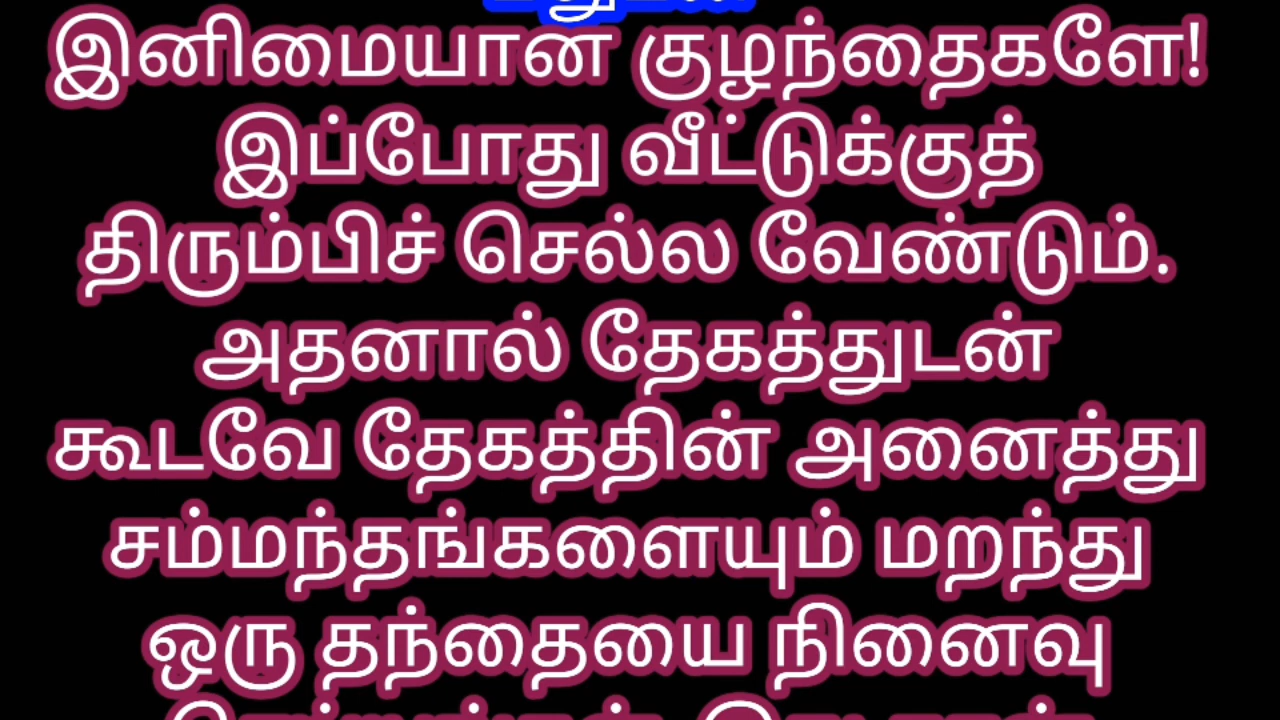 இனிமையான குழந்தைகளே!
இப்போது வீட்டுக்குத்
திரும்பிச் செல்ல வேண்டும்.
அதனால் தேகத்துடன்
கூடவே தேகத்தின் அனைத்து
சம்மந்தங்களையும் மறந்து
ஒரு தந்தையை நினைவு